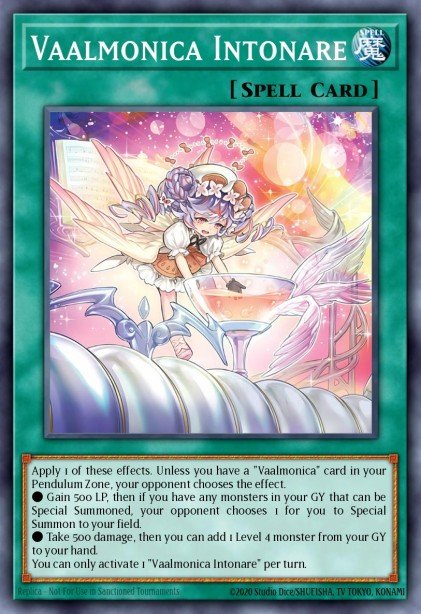 Vaalmonica Intonare
SPELL
魔
[Spell Card]
Apply 1 of these effects. Unless you have a "Vaalmonica" card in your
Pendulum Zone, your opponent chooses the effect.
● Gain 500 LP, then if you have any monsters in your GY that can be
Special Summoned, your opponent chooses 1 for you to Special
Summon to your field.
● Take 500 damage, then you can add 1 Level 4 monster from your GY
to your hand.
You can only activate 1 "Vaalmonica Intonare" per turn.
Replica - Not For Use in Sanctioned Tournaments
©2020 Studio Dice/SHUEISHA, TV TOKYO, KONAMI